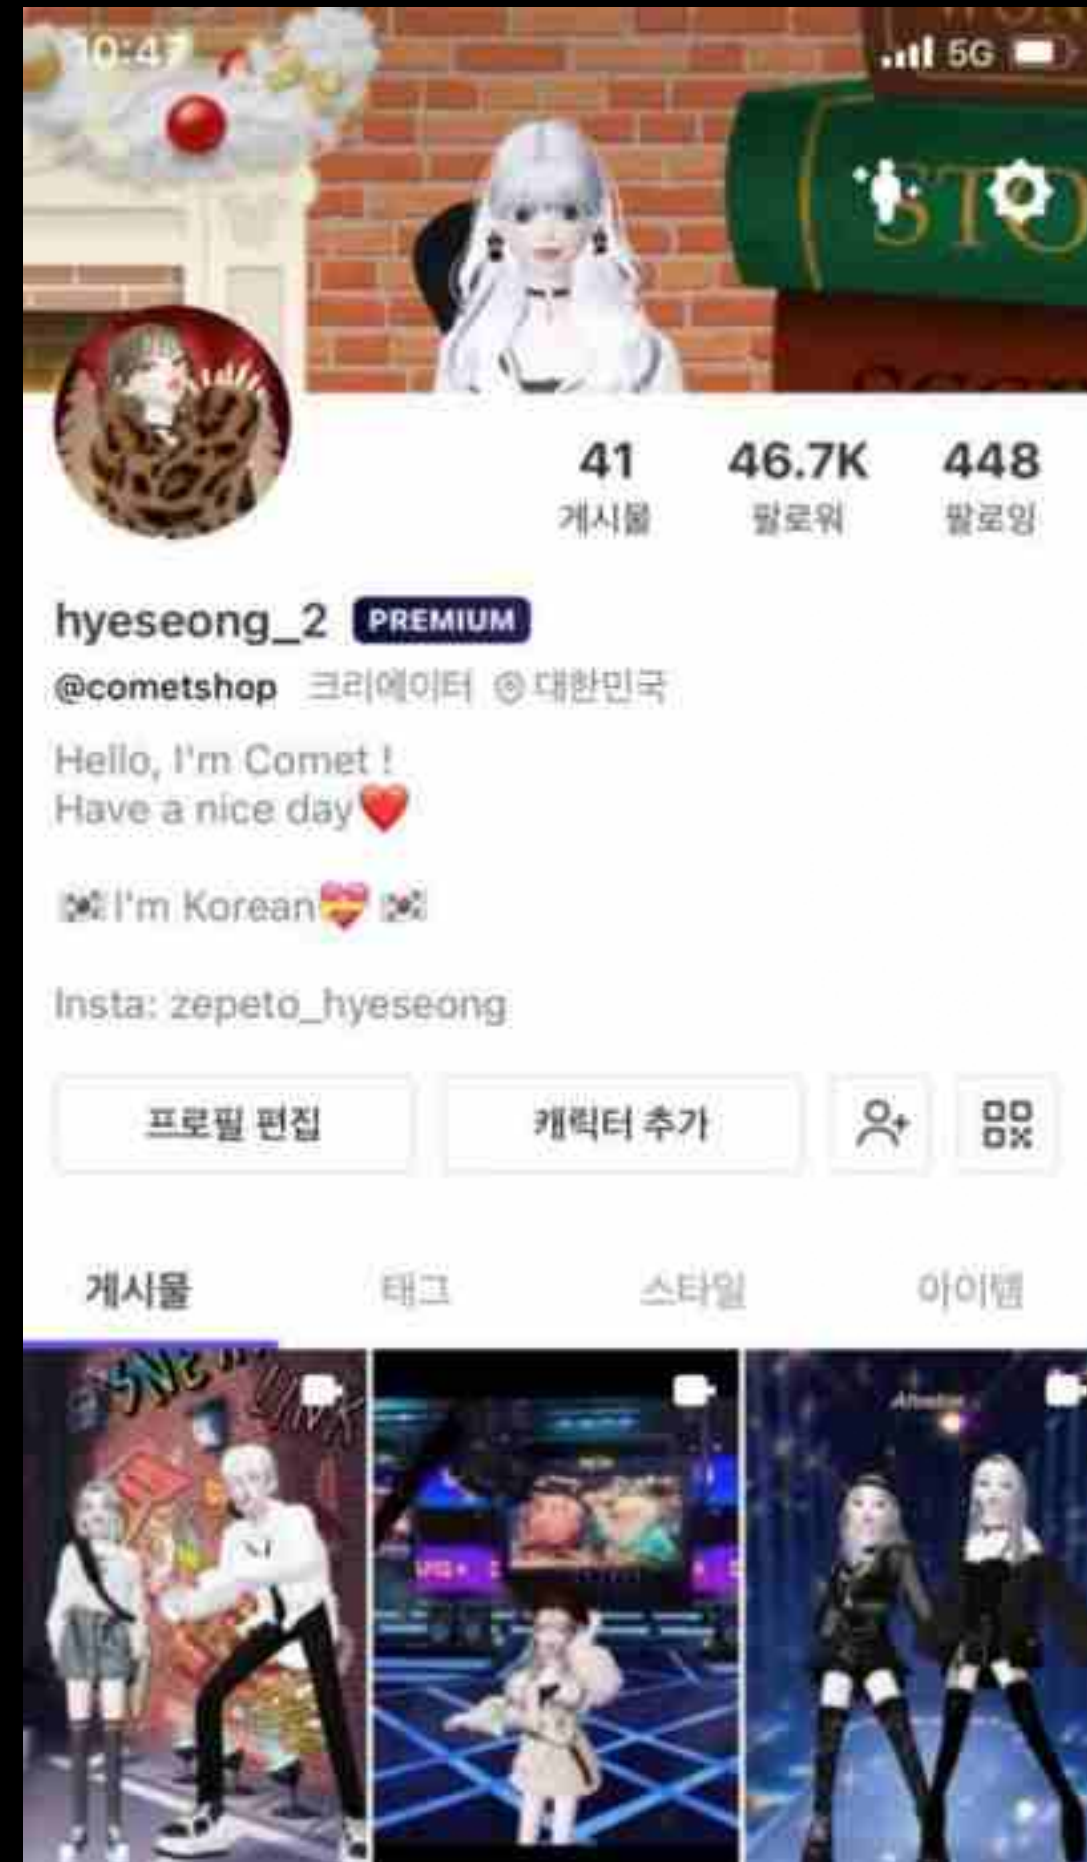 10:47
5G
STO
41
46.7K
448
게시물
팔로워
팔로잉
hyeseong_2 PREMIUM
@cometshop 크리에이터 대한민국
Hello, I'm Comet !
Have a nice day❤️
🇰🇷I'm Korean💝🇰🇷
Insta: zepeto_hyeseong
프로필 편집
캐릭터 추가
게시물
태그
스타일
아이템